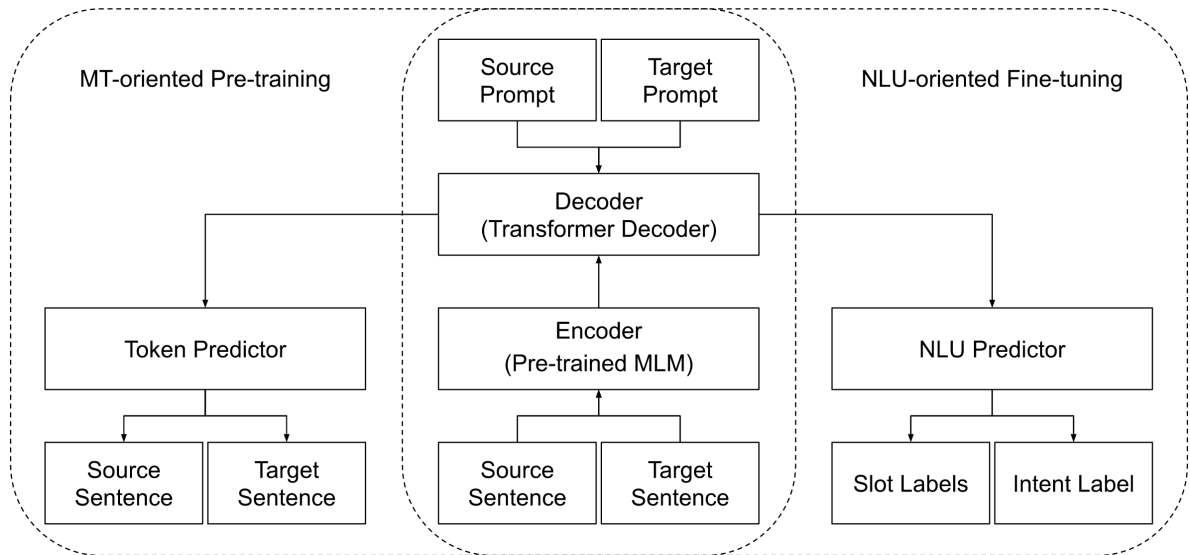 MT-oriented Pre-training
Source
Prompt
Target
Prompt
NLU-oriented Fine-tuning
Decoder
(Transformer Decoder)
Token Predictor
Encoder
(Pre-trained MLM)
NLU Predictor
Source
Sentence
Target
Sentence
Source
Sentence
Target
Sentence
Slot Labels
Intent Label